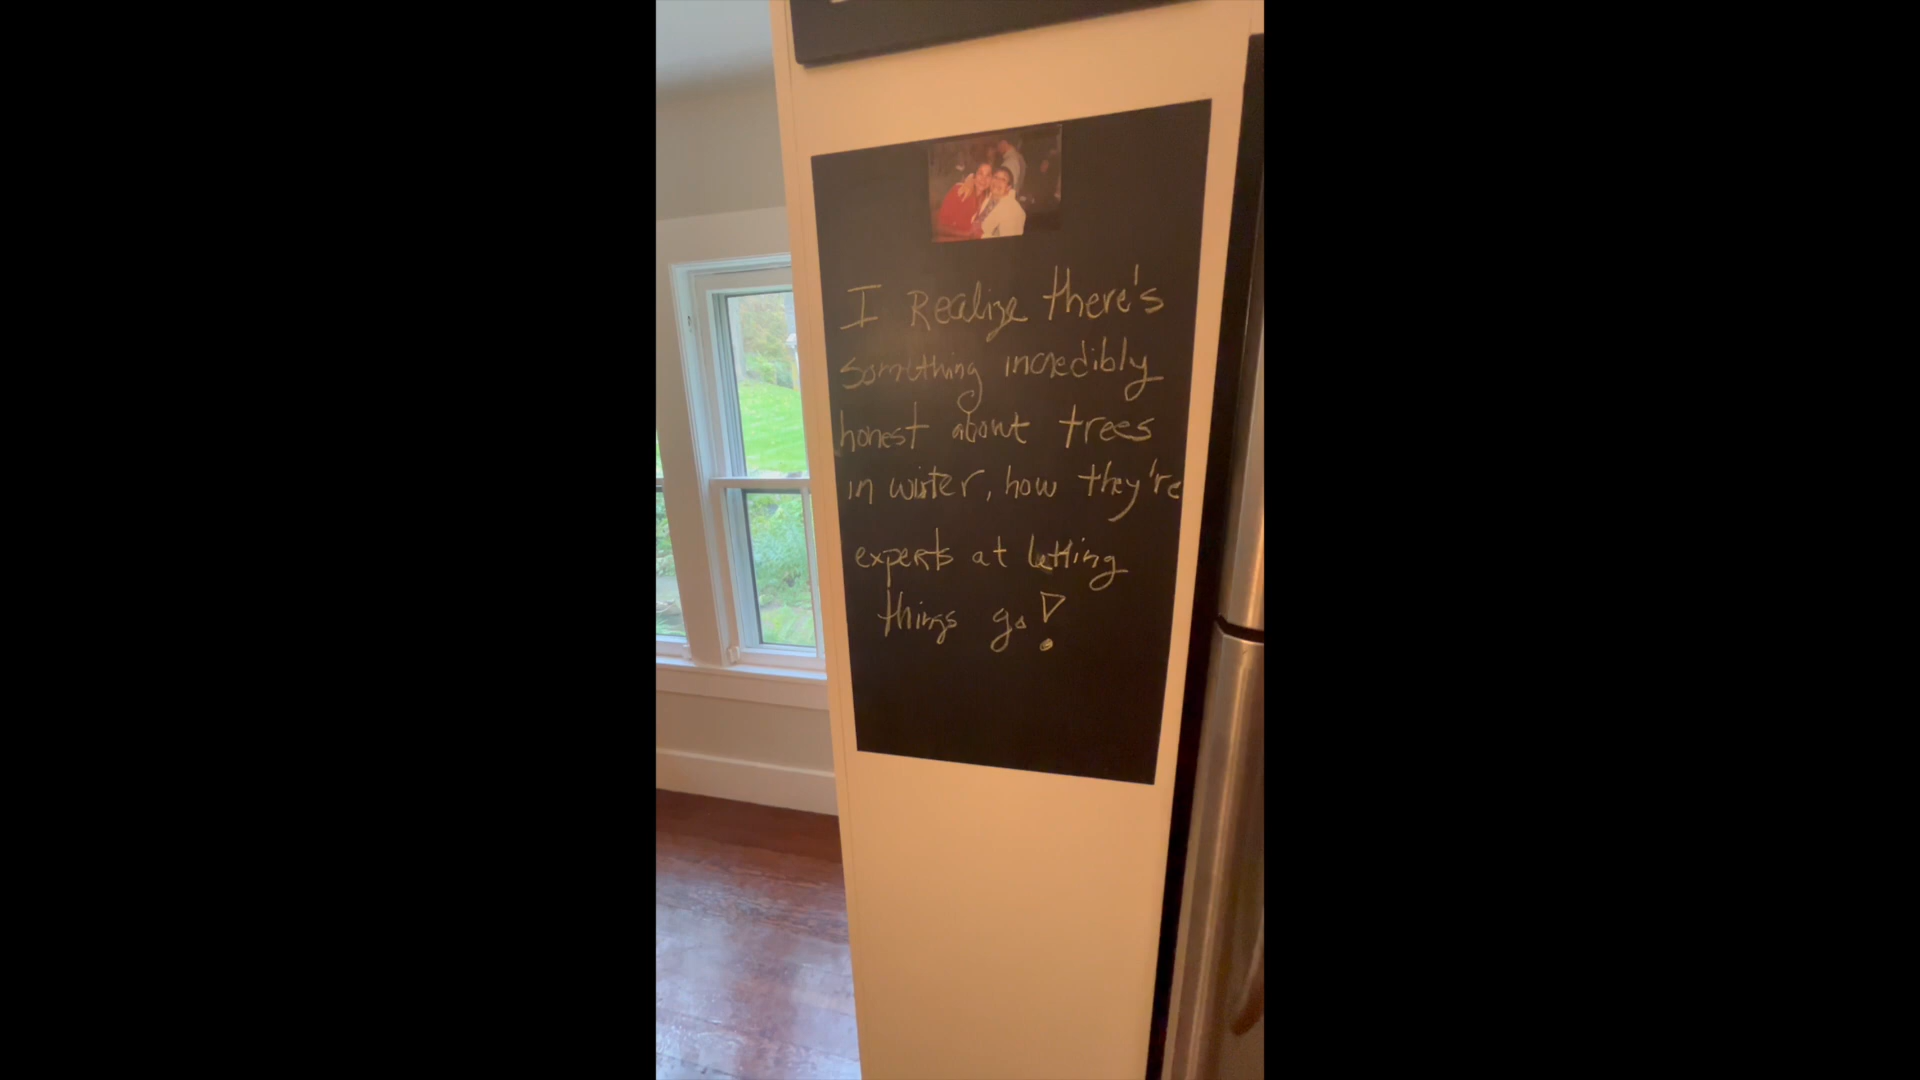 I Realize there's
something incredibly
honest about trees
in winter, how they're
experts at letting
things go!